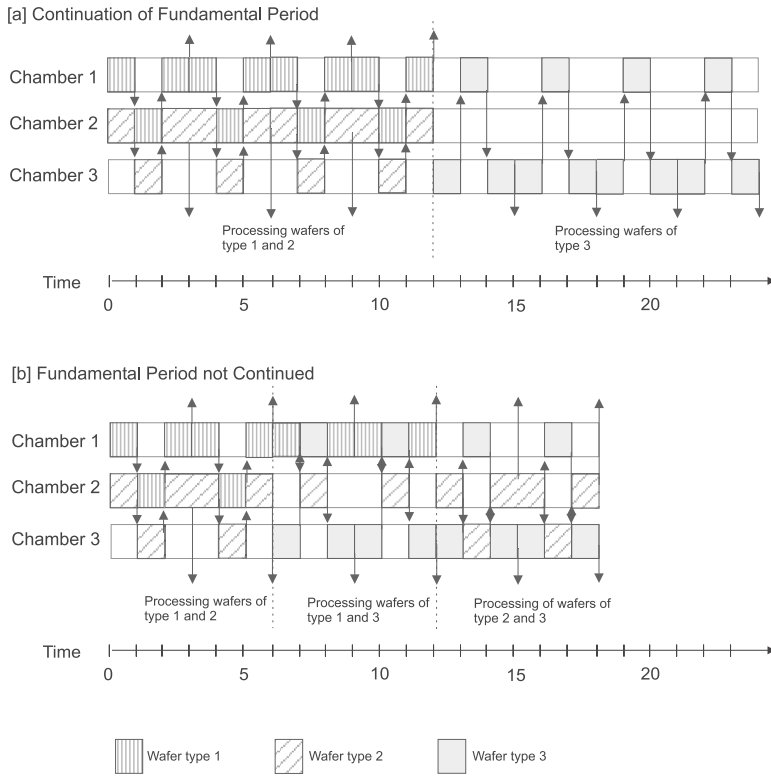 [a] Continuation of Fundamental Period
Chamber 1
Chamber 2
Chamber 3
Processing wafers of
type 1 and 2
Processing wafers of
type 3
Time
0 5 10 15 20
[b] Fundamental Period not Continued
Chamber 1
Chamber 2
Chamber 3
Processing wafers of
type 1 and 2
Processing wafers of
type 1 and 3
Processing of wafers of
type 2 and 3
Time
0 5 10 15 20
Wafer type 1
Wafer type 2
Wafer type 3